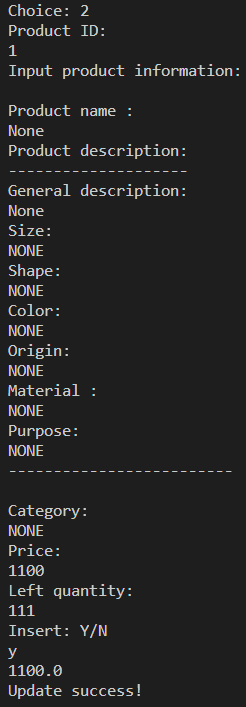 Choice: 2
Product ID:
1
Input product information:
Product name :
None
Product description:
--------------------
General description:
None
Size:
NONE
Shape:
NONE
Color:
NONE
Origin:
NONE
Material :
NONE
Purpose:
NONE
-------------------------
Category:
NONE
Price:
1100
Left quantity:
111
Insert: Y/N
y
1100.0
Update success!